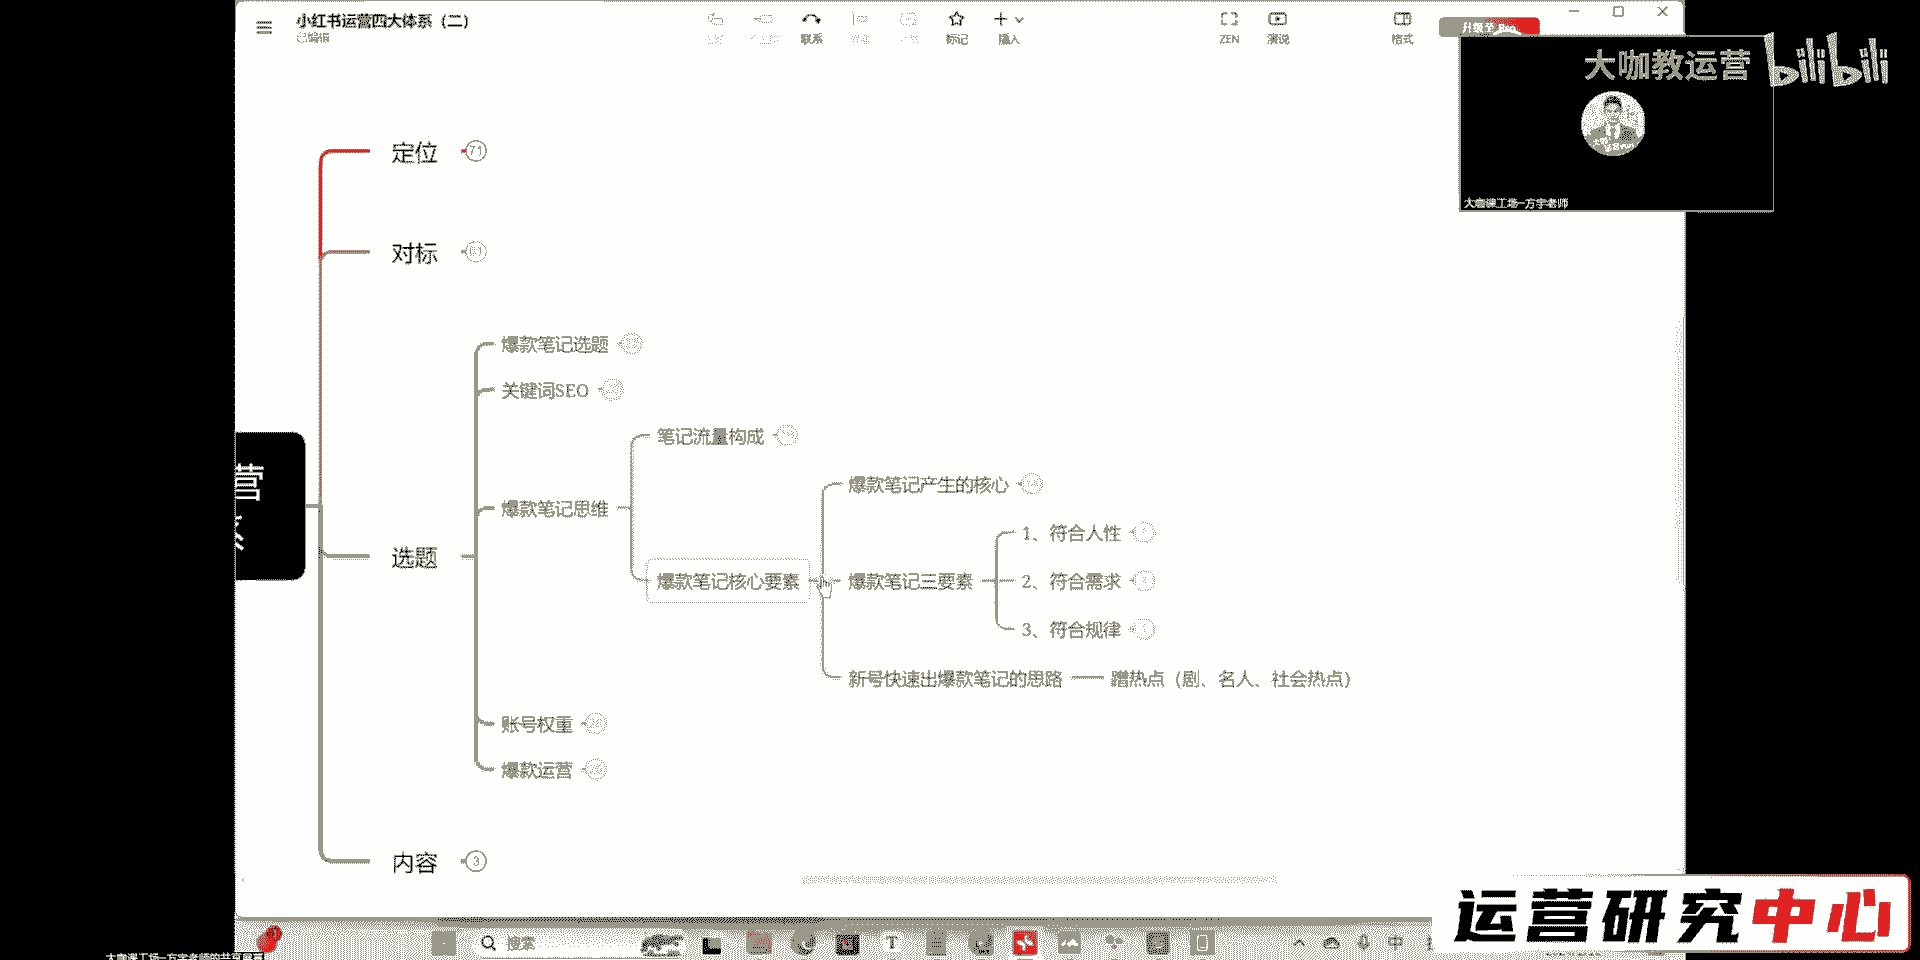 小红书运营四大体系（二）
已编辑
联系
标记
插入
ZEN
演说
格式
大咖教运营
bilibili
大咖课工场-方宇老师
定位
71
对标
选题
爆款笔记选题
关键词SEO
爆款笔记思维
笔记流量构成
爆款笔记核心要素
爆款笔记产生的核心
爆款笔记三要素
1、符合人性
2、符合需求
3、符合规律
新号快速出爆款笔记的思路
蹭热点（剧、名人、社会热点）
账号权重
爆款运营
内容
3
营
系
搜索
中
运营研究中心